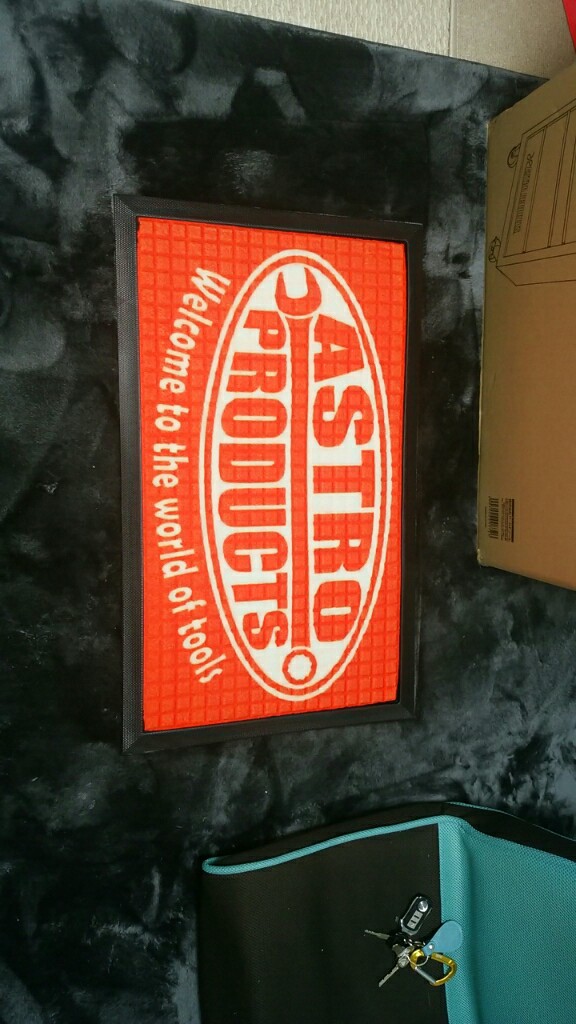 ASTRO
PRODUCTS
Welcome to the world of tools